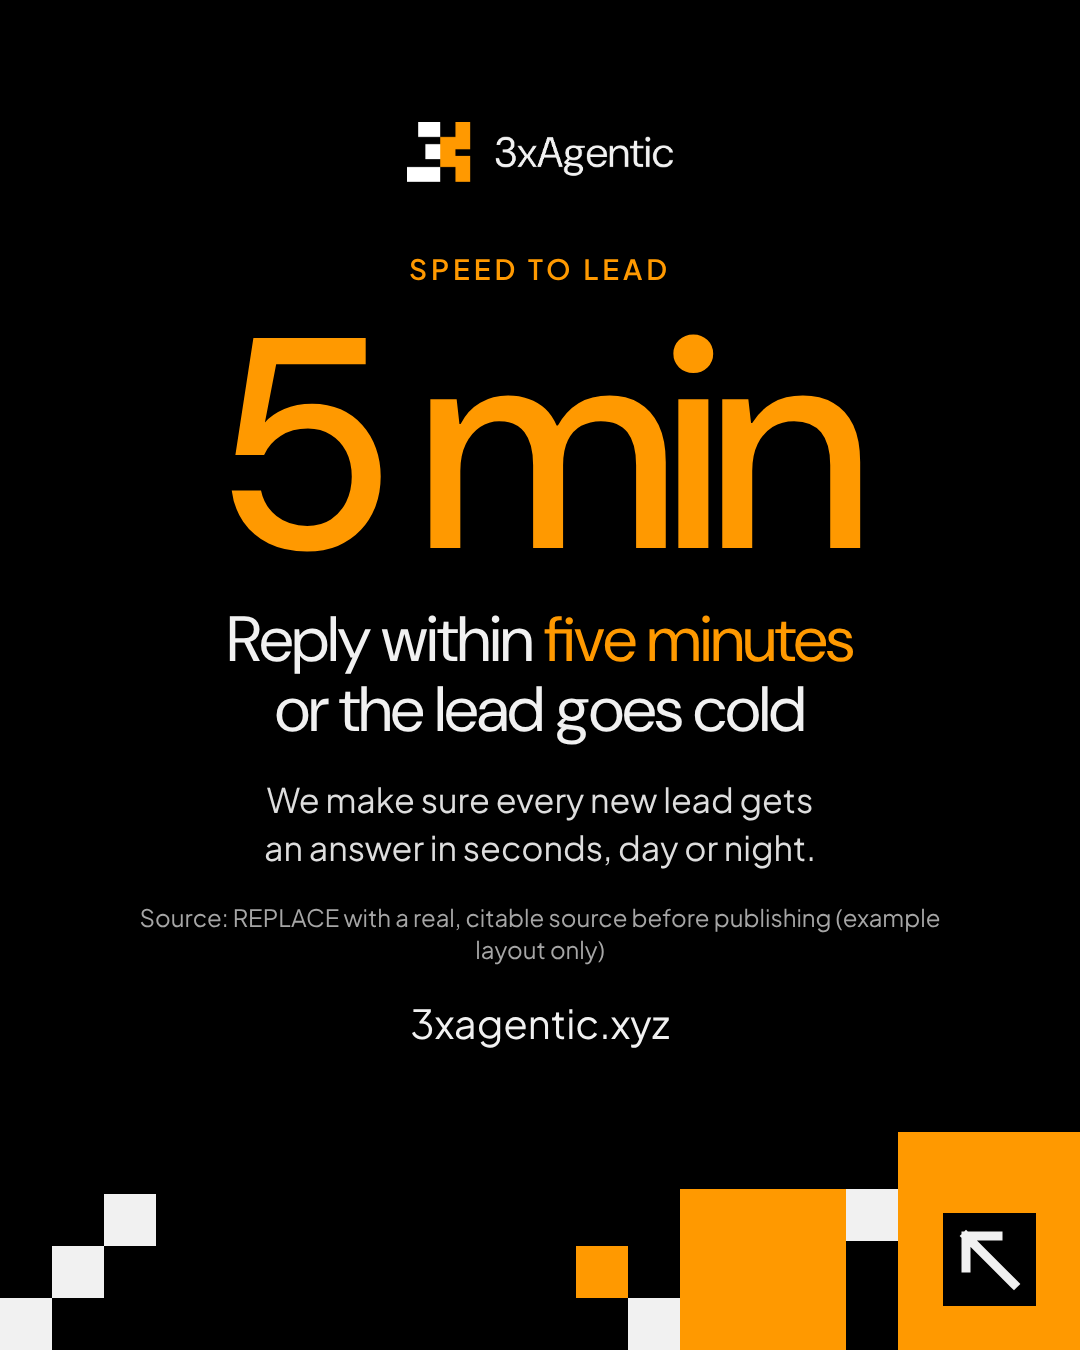 3xAgentic
SPEED TO LEAD
5 min
Reply within five minutes
or the lead goes cold
We make sure every new lead gets
an answer in seconds, day or night.
Source: REPLACE with a real, citable source before publishing (example
layout only)
3xagentic.xyz